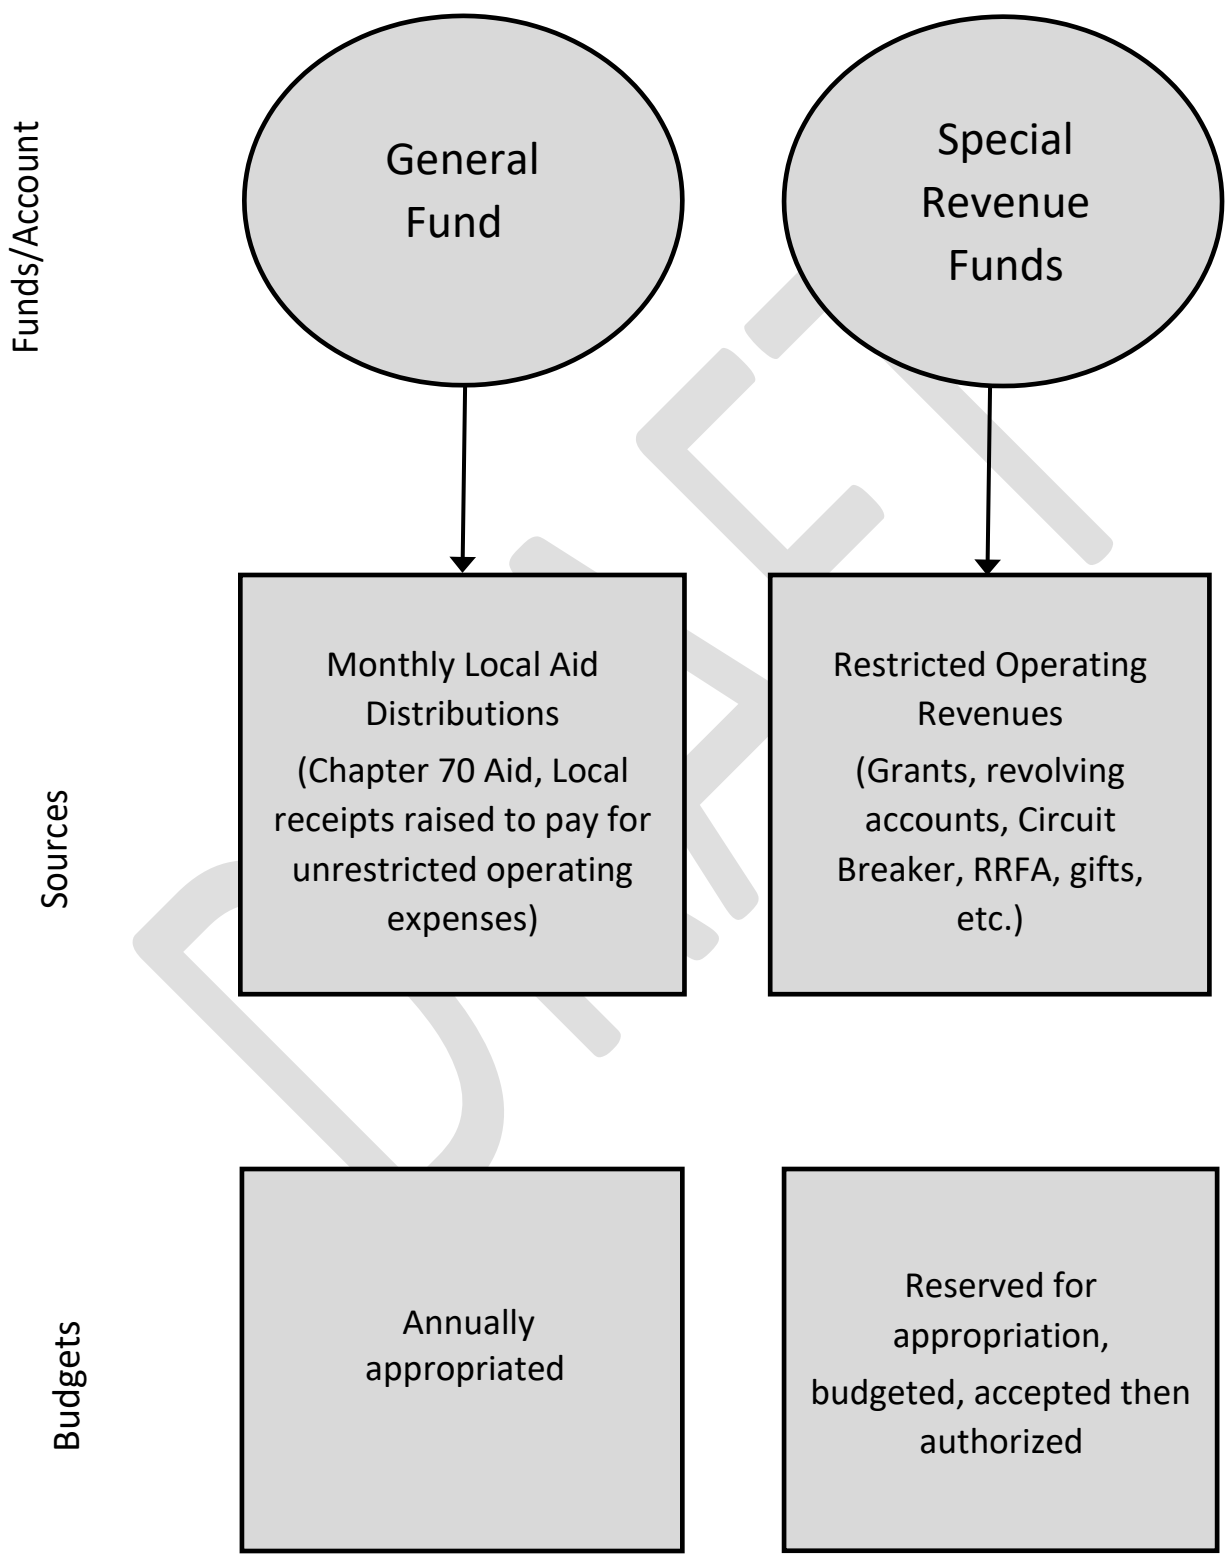 Funds/Account
General
Fund
Special
Revenue
Funds
Sources
Monthly Local Aid
Distributions
(Chapter 70 Aid, Local
receipts raised to pay for
unrestricted operating
expenses)
Restricted Operating
Revenues
(Grants, revolving
accounts, Circuit
Breaker, RRFA, gifts,
etc.)
Budgets
Annually
appropriated
Reserved for
appropriation,
budgeted, accepted then
authorized
DRAFT